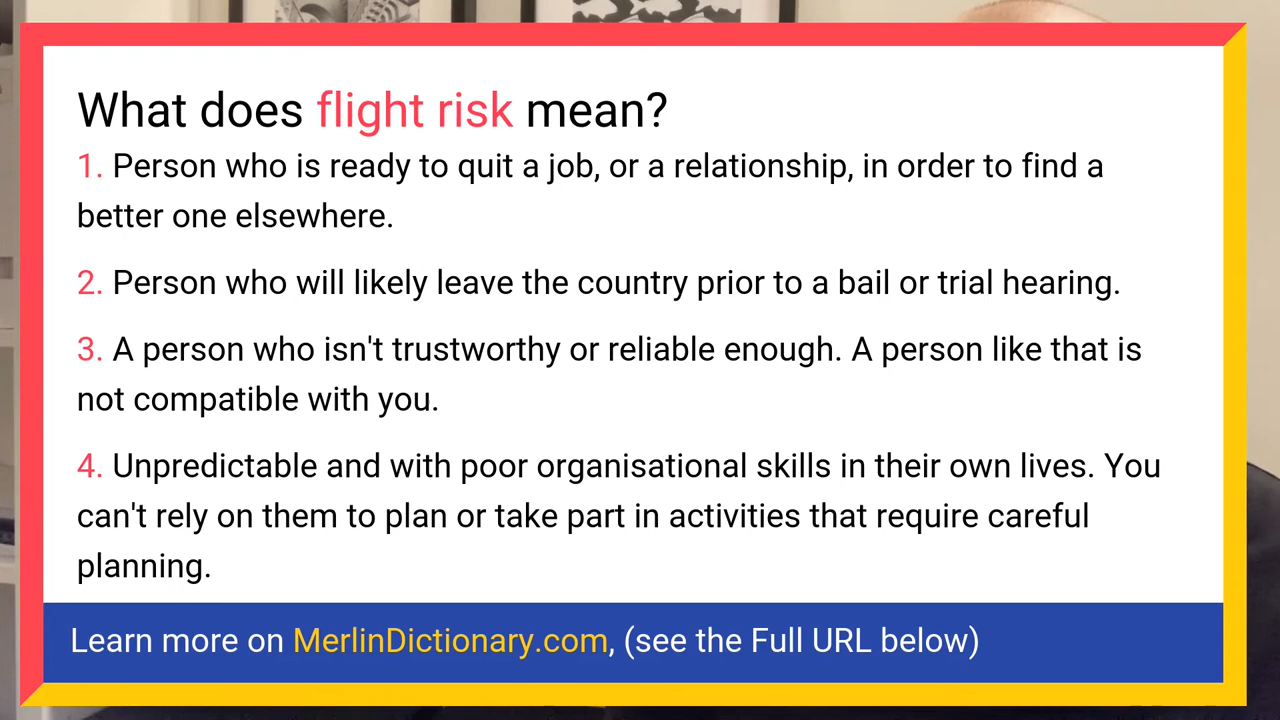 What does flight risk mean?
1. Person who is ready to quit a job, or a relationship, in order to find a
better one elsewhere.
2. Person who will likely leave the country prior to a bail or trial hearing.
3. A person who isn't trustworthy or reliable enough. A person like that is
not compatible with you.
4. Unpredictable and with poor organisational skills in their own lives. You
can't rely on them to plan or take part in activities that require careful
planning.
Learn more on MerlinDictionary.com, (see the Full URL below)